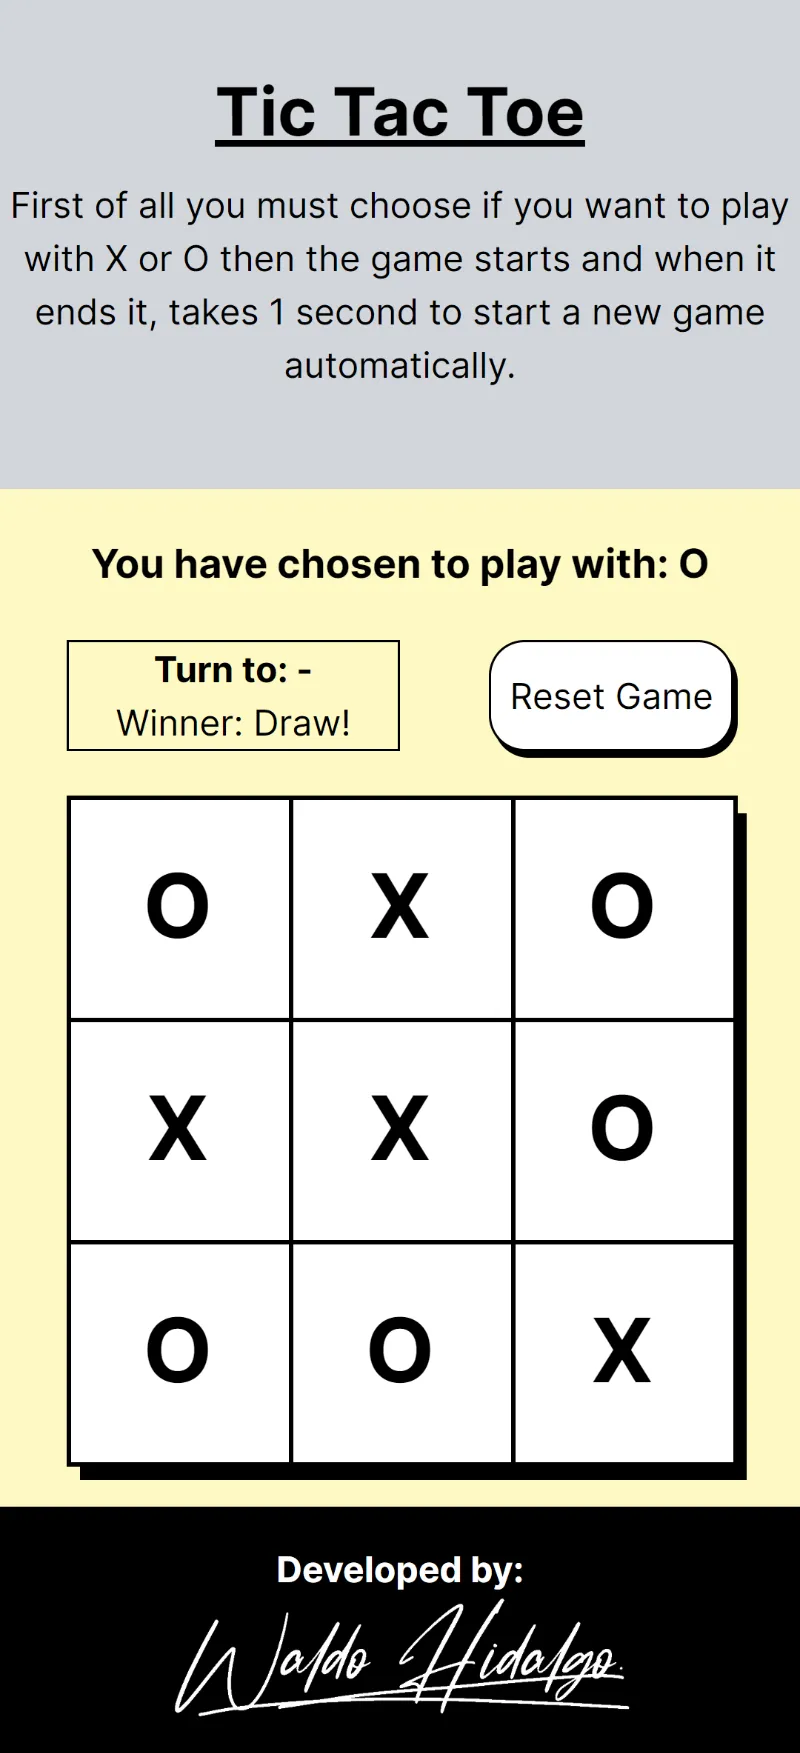 Tic Tac Toe
First of all you must choose if you want to play
with X or O then the game starts and when it
ends it, takes 1 second to start a new game
automatically.
You have chosen to play with: O
Turn to: -
Winner: Draw!
Reset Game
O X O
X X O
O O X
Developed by:
Waldo Hidalgo.